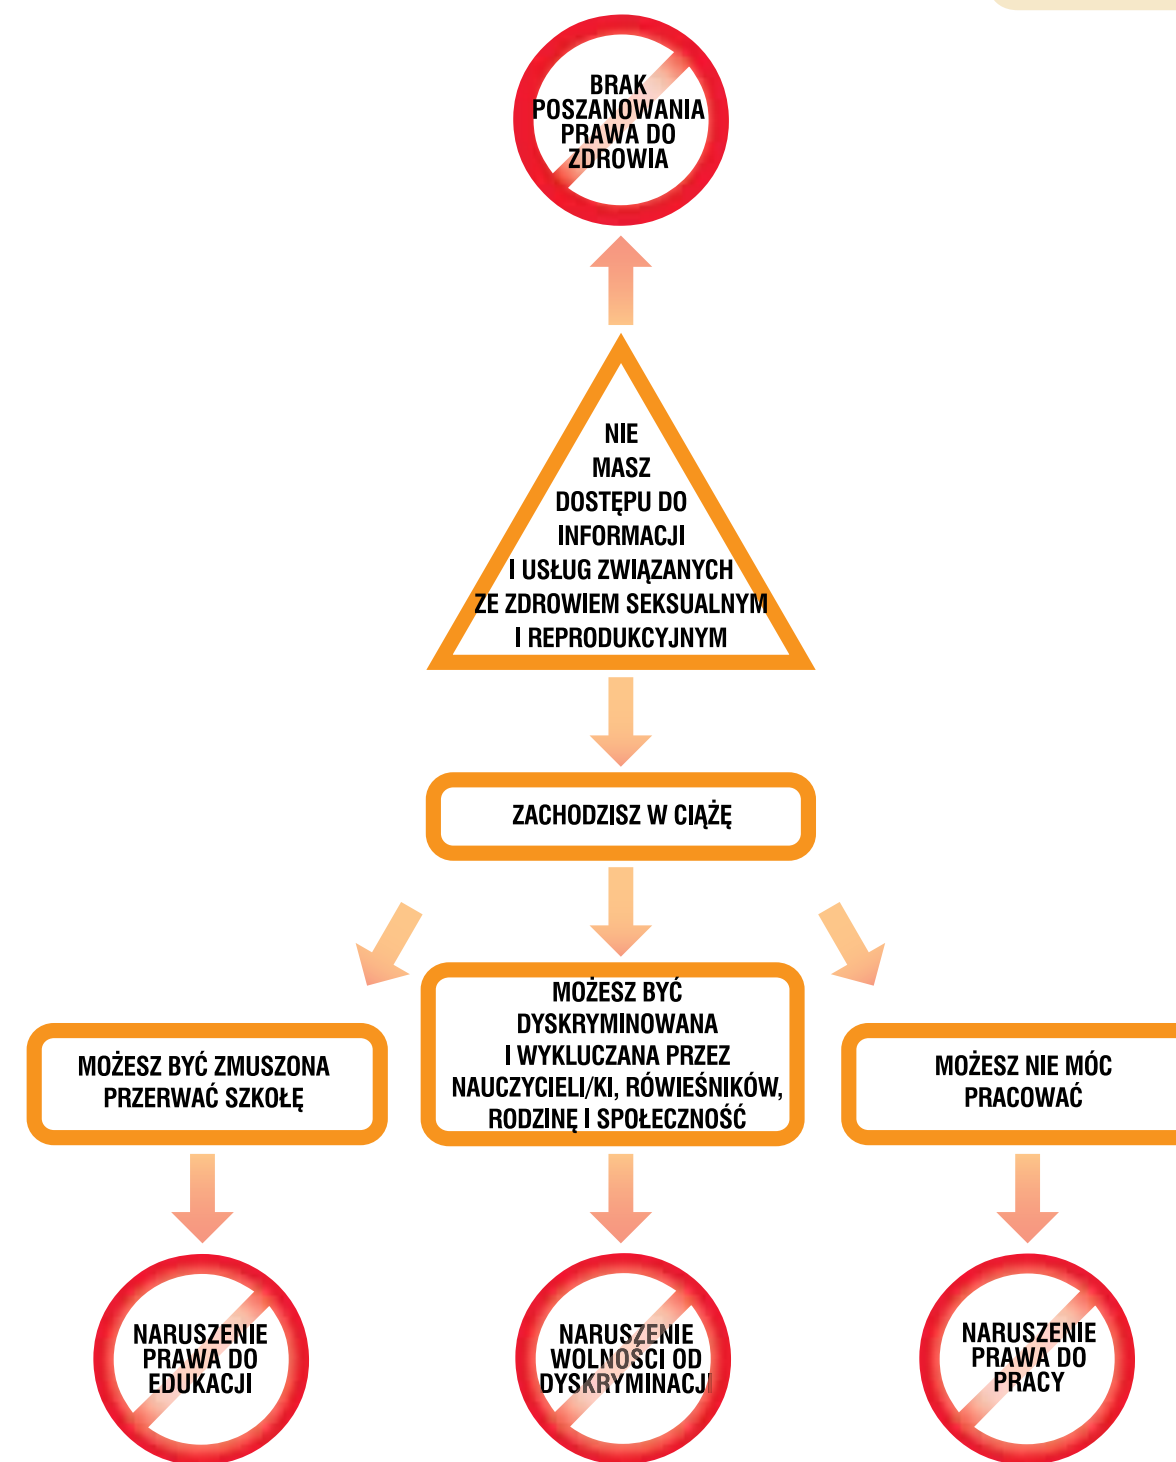 BRAK
POSZANOWANIA
PRAWA DO
ZDROWIA
NIE
MASZ
DOSTĘPU DO
INFORMACJI
I USŁUG ZWIĄZANYCH
ZE ZDROWIEM SEKSUALNYM
I REPRODUKCYJNYM
ZACHODZISZ W CIĄŻĘ
MOŻESZ BYĆ ZMUSZONA
PRZERWAĆ SZKOŁĘ
MOŻESZ BYĆ
DYSKRYMINOWANA
I WYKLUCZANA PRZEZ
NAUCZYCIELI/KI, RÓWIEŚNIKÓW,
RODZINĘ I SPOŁECZNOŚĆ
MOŻESZ NIE MÓC
PRACOWAĆ
NARUSZENIE
PRAWA DO
EDUKACJI
NARUSZENIE
WOLNOŚCI OD
DYSKRYMINACJI
NARUSZENIE
PRAWA DO
PRACY